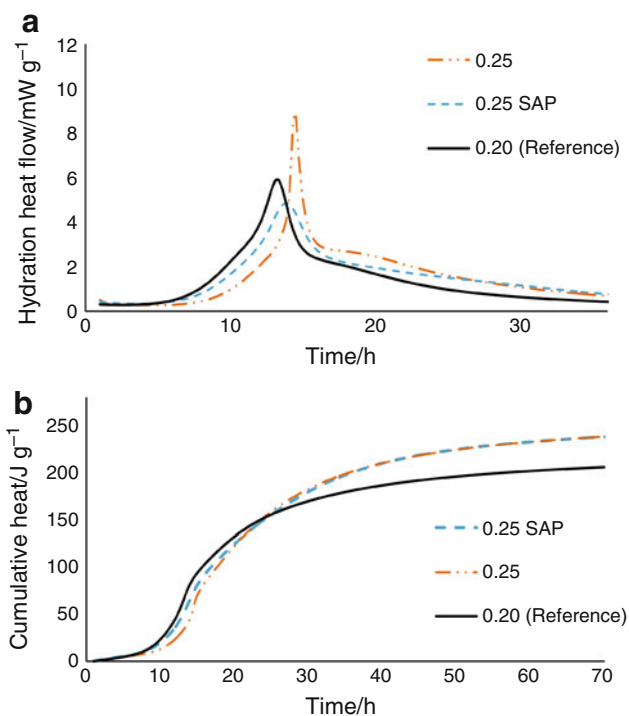 a
Hydration heat flow/mW g⁻¹
12
10
8
6
4
2
0
0.25
0.25 SAP
0.20 (Reference)
0 10 20 30
Time/h
b
Cumulative heat/J g⁻¹
250
200
150
100
50
0
0.25 SAP
0.25
0.20 (Reference)
0 10 20 30 40 50 60 70
Time/h